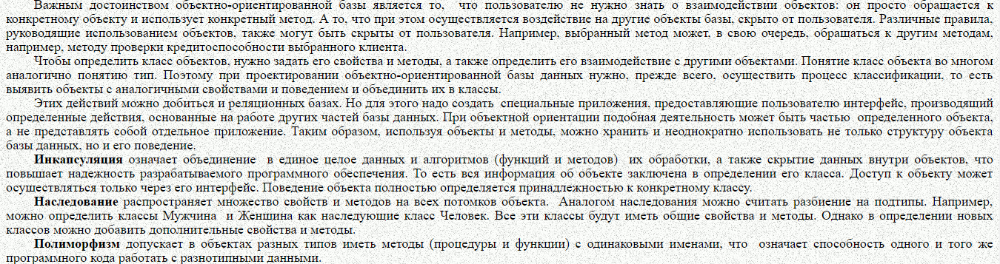 Важным достоинством объектно-ориентированной базы является то, что пользователю не нужно знать о взаимодействии объектов: он просто обращается к
конкретному объекту и использует конкретный метод. А то, что при этом осуществляется воздействие на другие объекты базы, скрыто от пользователя. Различные правила,
руководящие использованием объектов, также могут быть скрыты от пользователя. Например, выбранный метод может, в свою очередь, обращаться к другим методам,
например, методу проверки кредитоспособности выбранного клиента.
Чтобы определить класс объектов, нужно задать его свойства и методы, а также определить его взаимодействие с другими объектами. Понятие класс объекта во многом
аналогично понятию тип. Поэтому при проектировании объектно-ориентированной базы данных нужно, прежде всего, осуществить процесс классификации, то есть
выявить объекты с аналогичными свойствами и поведением и объединить их в классы.
Этих действий можно добиться и реляционных базах. Но для этого надо создать специальные приложения, предоставляющие пользователю интерфейс, производящий
определенные действия, основанные на работе других частей базы данных. При объектной ориентации подобная деятельность может быть частью определенного объекта,
а не представлять собой отдельное приложение. Таким образом, используя объекты и методы, можно хранить и неоднократно использовать не только структуру объекта
базы данных, но и его поведение.
Инкапсуляция означает объединение в единое целое данных и алгоритмов (функций и методов) их обработки, а также скрытие данных внутри объектов, что
повышает надежность разрабатываемого программного обеспечения. То есть вся информация об объекте заключена в определении его класса. Доступ к объекту может
осуществляться только через его интерфейс. Поведение объекта полностью определяется принадлежностью к конкретному классу.
Наследование распространяет множество свойств и методов на всех потомков объекта. Аналогом наследования можно считать разбиение на подтипы. Например,
можно определить классы Мужчина и Женщина как наследующие класс Человек. Все эти классы будут иметь общие свойства и методы. Однако в определении новых
классов можно добавить дополнительные свойства и методы.
Полиморфизм допускает в объектах разных типов иметь методы (процедуры и функции) с одинаковыми именами, что означает способность одного и того же
программного кода работать с разнотипными данными.